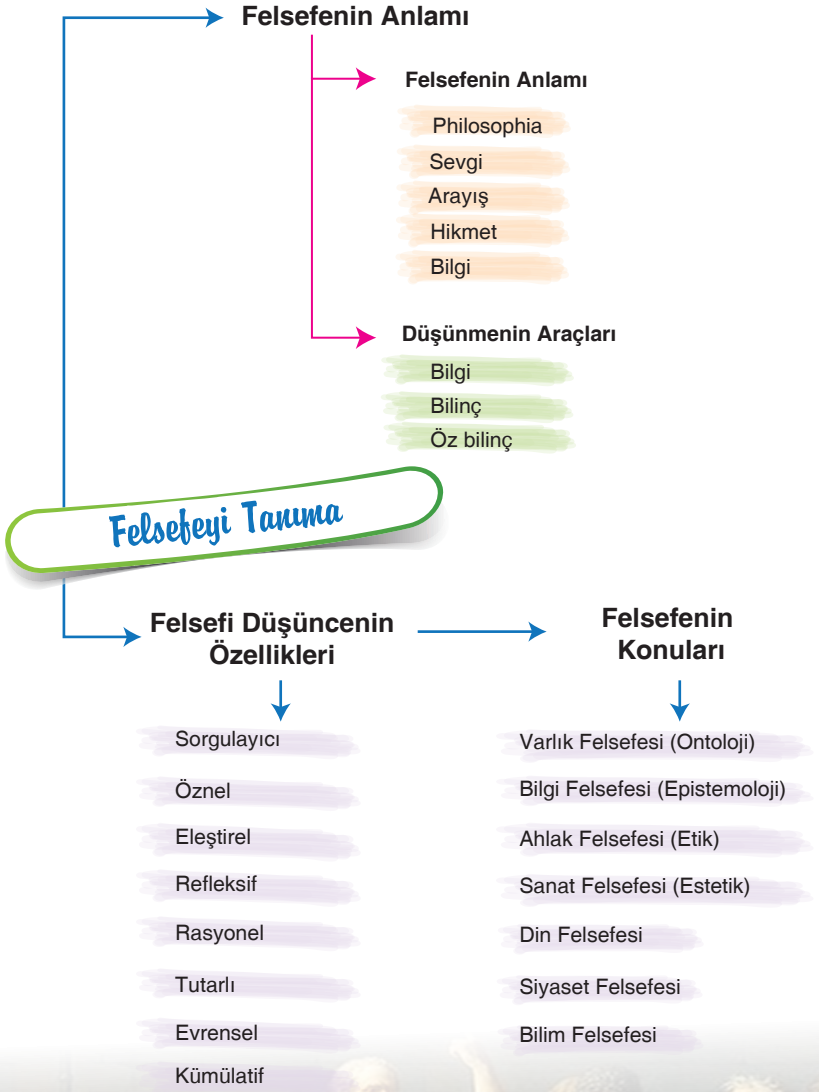 Felsefenin Anlamı
Felsefenin Anlamı
Philosophia
Sevgi
Arayış
Hikmet
Bilgi
Düşünmenin Araçları
Bilgi
Bilinç
Öz bilinç
Felsefeyi Tanıma
Felsefi Düşüncenin
Özellikleri
Sorgulayıcı
Öznel
Eleştirel
Refleksif
Rasyonel
Tutarlı
Evrensel
Kümülatif
Felsefenin
Konuları
Varlık Felsefesi (Ontoloji)
Bilgi Felsefesi (Epistemoloji)
Ahlak Felsefesi (Etik)
Sanat Felsefesi (Estetik)
Din Felsefesi
Siyaset Felsefesi
Bilim Felsefesi